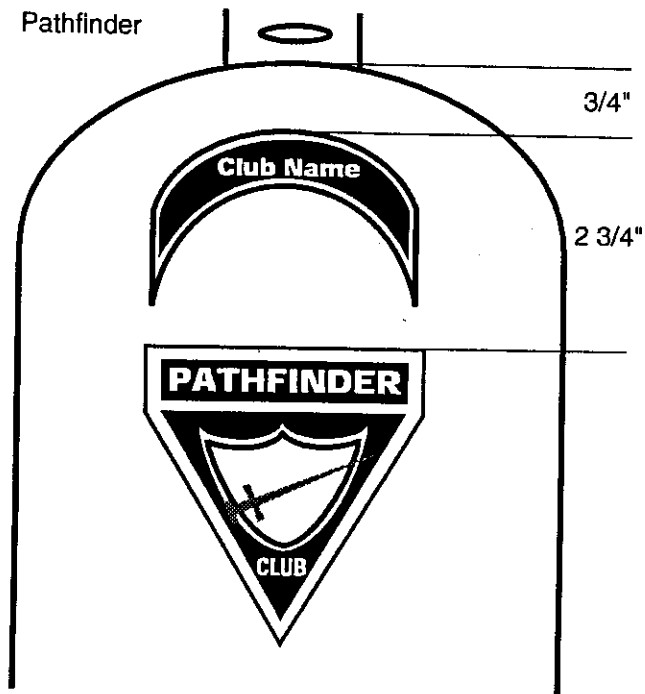 Pathfinder
3/4"
Club Name
2 3/4"
PATHFINDER
CLUB